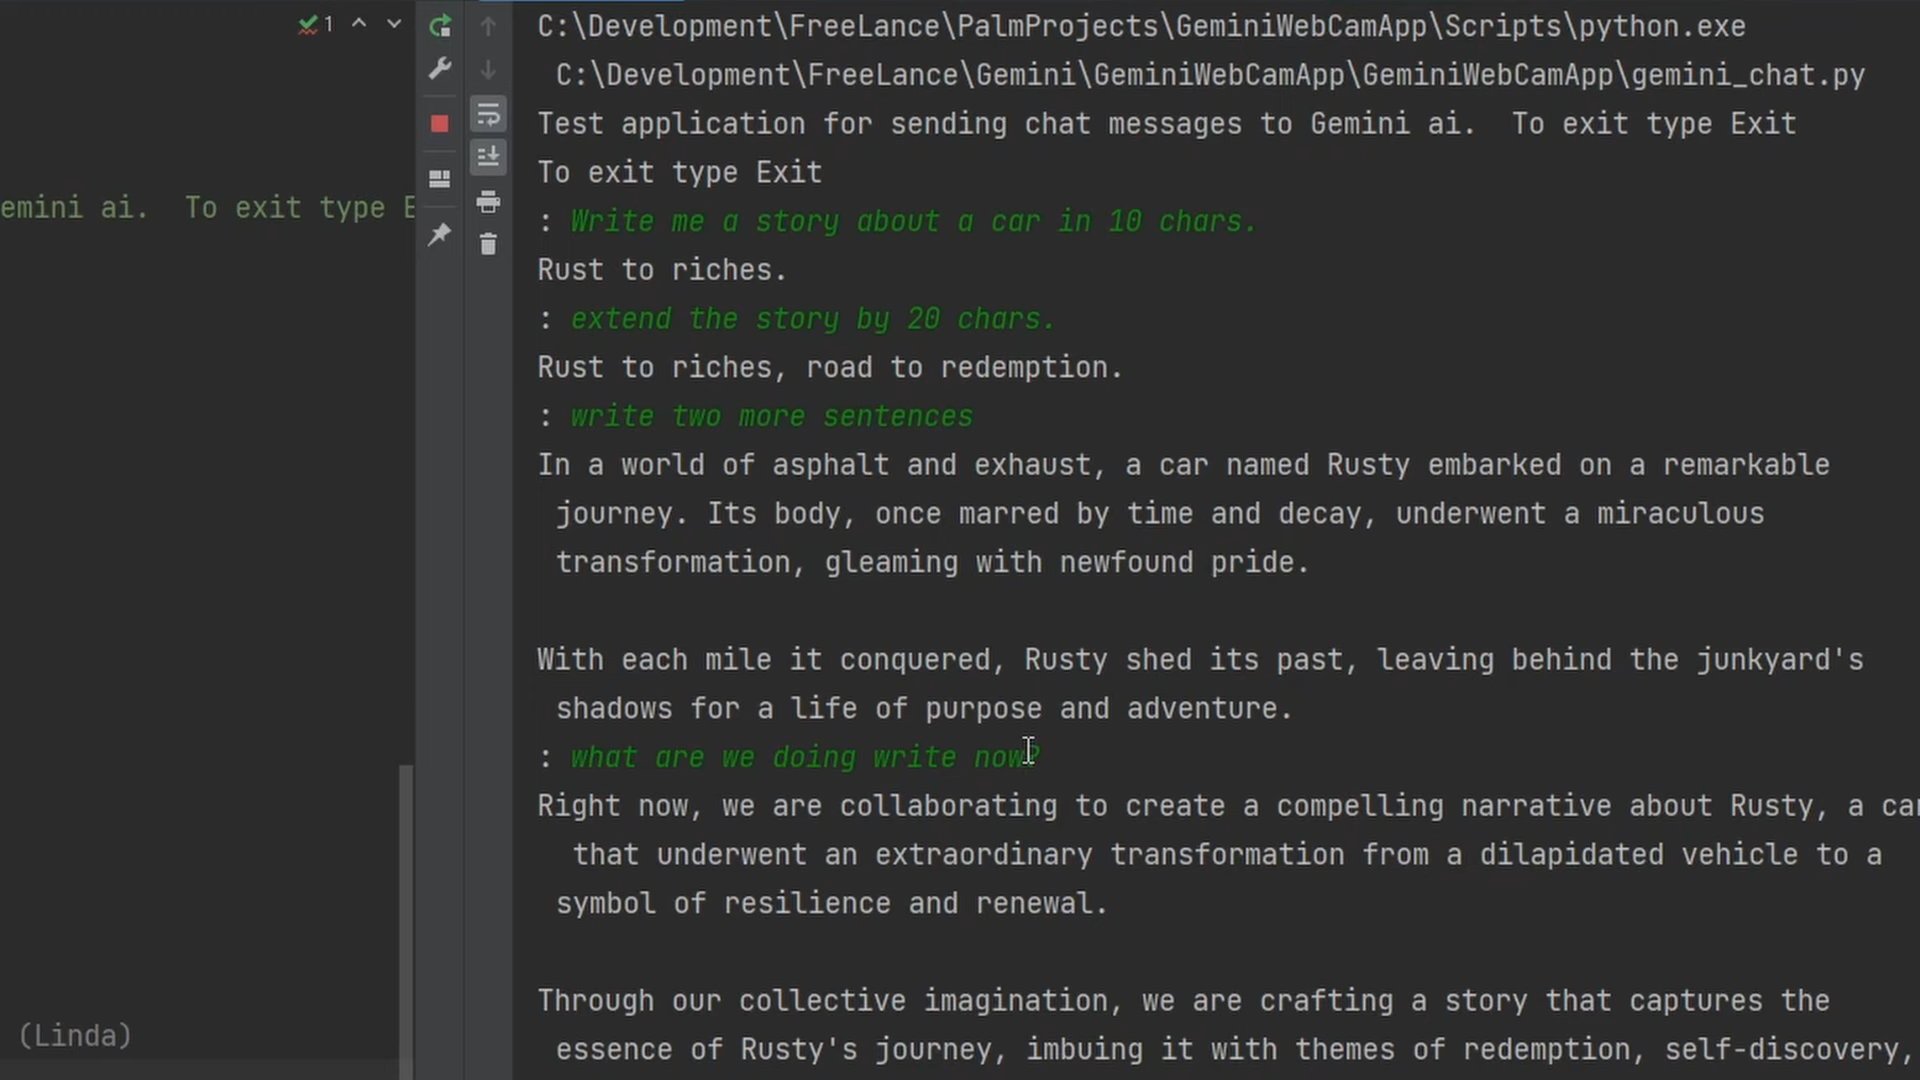 1
C:\Development\FreeLance\PalmProjects\GeminiWebCamApp\Scripts\python.exe
C:\Development\FreeLance\Gemini\GeminiWebCamApp\GeminiWebCamApp\gemini_chat.py
Test application for sending chat messages to Gemini ai.  To exit type Exit
To exit type Exit
emini ai.  To exit type E
: Write me a story about a car in 10 chars.
Rust to riches.
: extend the story by 20 chars.
Rust to riches, road to redemption.
: write two more sentences
In a world of asphalt and exhaust, a car named Rusty embarked on a remarkable
journey. Its body, once marred by time and decay, underwent a miraculous
transformation, gleaming with newfound pride.
With each mile it conquered, Rusty shed its past, leaving behind the junkyard's
shadows for a life of purpose and adventure.
: what are we doing write now?
Right now, we are collaborating to create a compelling narrative about Rusty, a car
that underwent an extraordinary transformation from a dilapidated vehicle to a
symbol of resilience and renewal.
Through our collective imagination, we are crafting a story that captures the
(Linda)
essence of Rusty's journey, imbuing it with themes of redemption, self-discovery,